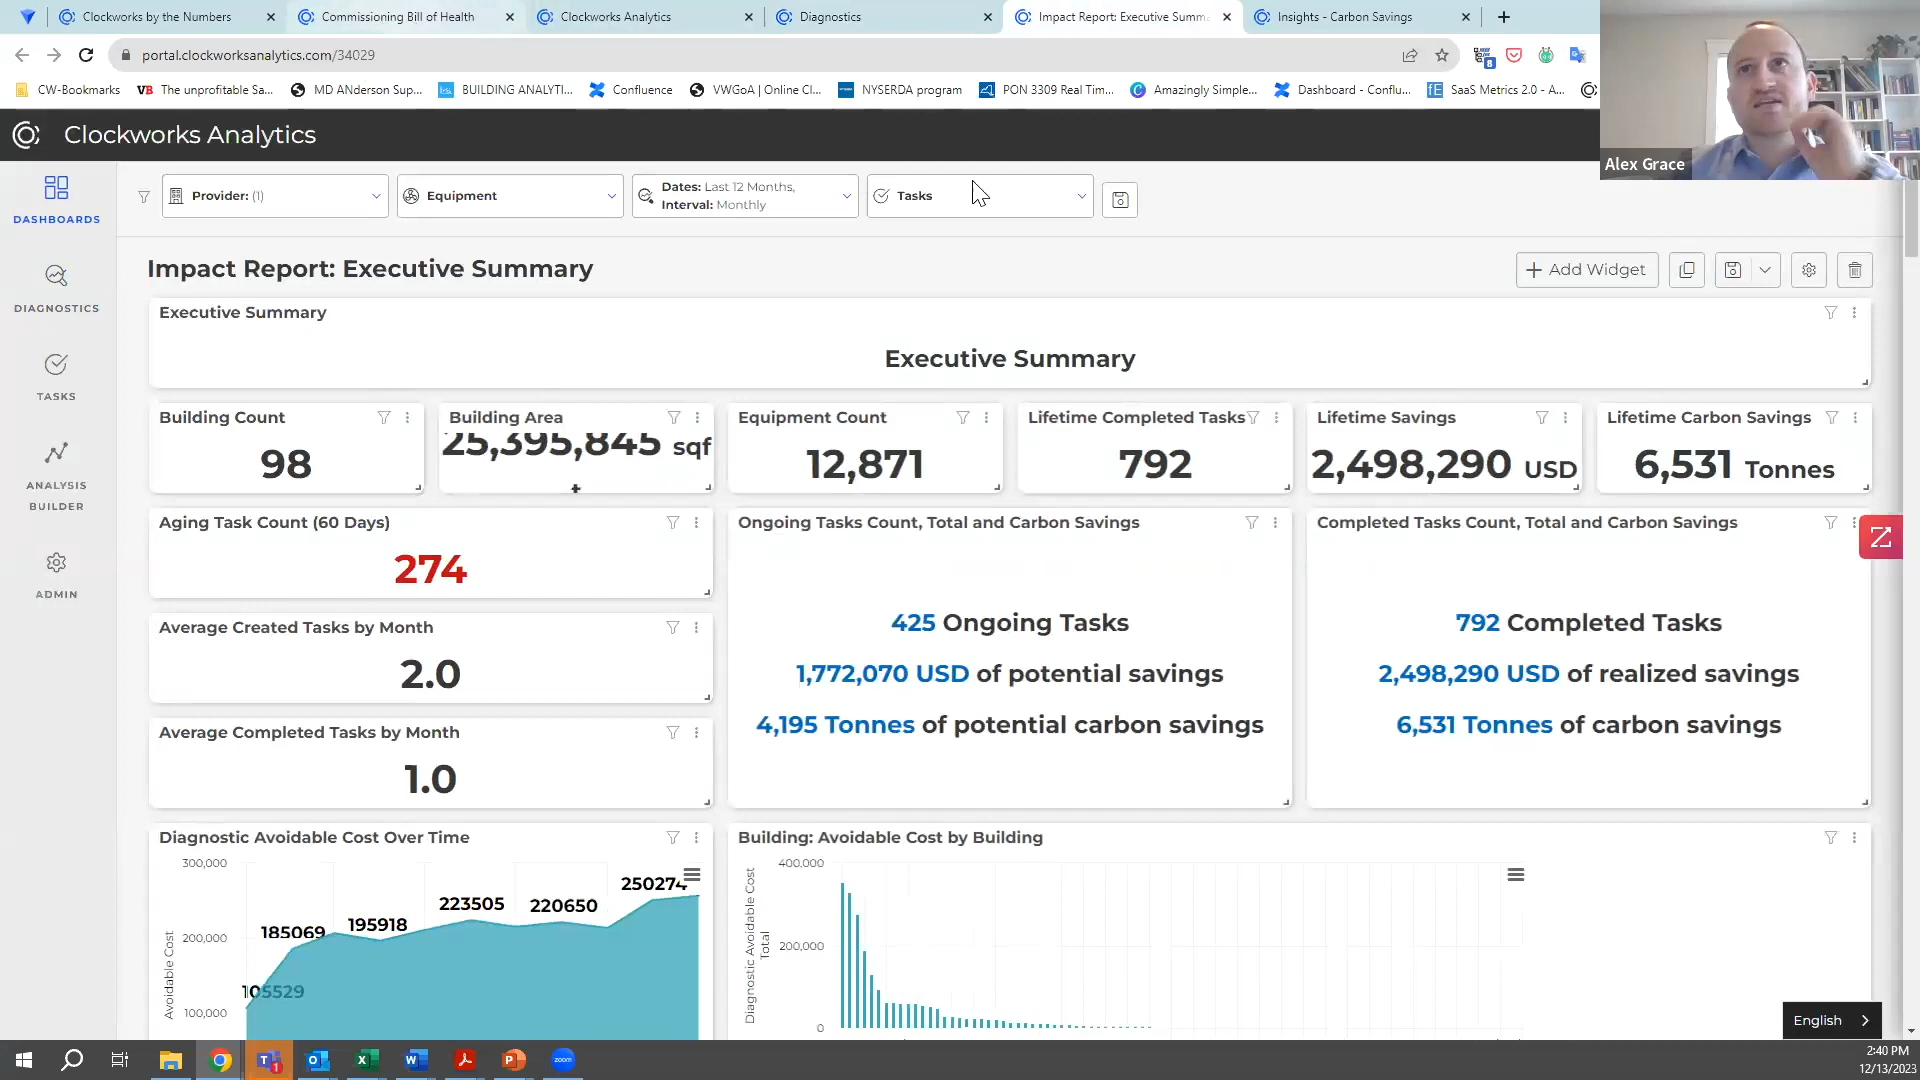 Clockworks by the Numbers
Commissioning Bill of Health
Clockworks Analytics
Diagnostics
Impact Report: Executive Summ
Insights - Carbon Savings
portal.clockworksanalytics.com/34029
CW-Bookmarks
VB The unprofitable Sa...
MD ANderson Sup...
BUILDING ANALYTI...
Confluence
VWGoA | Online Cl...
NYSERDA program
PON 3309 Real Tim...
Amazingly Simple...
Dashboard - Conflu...
fE SaaS Metrics 2.0 - A...
8
Alex Grace
Clockworks Analytics
DASHBOARDS
DIAGNOSTICS
TASKS
ANALYSIS
BUILDER
ADMIN
Provider: (1)
Equipment
Dates: Last 12 Months,
Interval: Monthly
Tasks
Impact Report: Executive Summary
+ Add Widget
Executive Summary
Executive Summary
Building Count
98
Building Area
25,395,845 sqf
Equipment Count
12,871
Lifetime Completed Tasks
792
Lifetime Savings
2,498,290 USD
Lifetime Carbon Savings
6,531 Tonnes
Aging Task Count (60 Days)
274
Average Created Tasks by Month
2.0
Average Completed Tasks by Month
1.0
Ongoing Tasks Count, Total and Carbon Savings
425 Ongoing Tasks
1,772,070 USD of potential savings
4,195 Tonnes of potential carbon savings
Completed Tasks Count, Total and Carbon Savings
792 Completed Tasks
2,498,290 USD of realized savings
6,531 Tonnes of carbon savings
Diagnostic Avoidable Cost Over Time
300,000
200,000
100,000
Avoidable Cost
105529
185069
195918
223505
220650
250274
Building: Avoidable Cost by Building
400,000
200,000
0
Diagnostic Avoidable Cost
Total
English
zoom
2:40 PM
12/13/2023